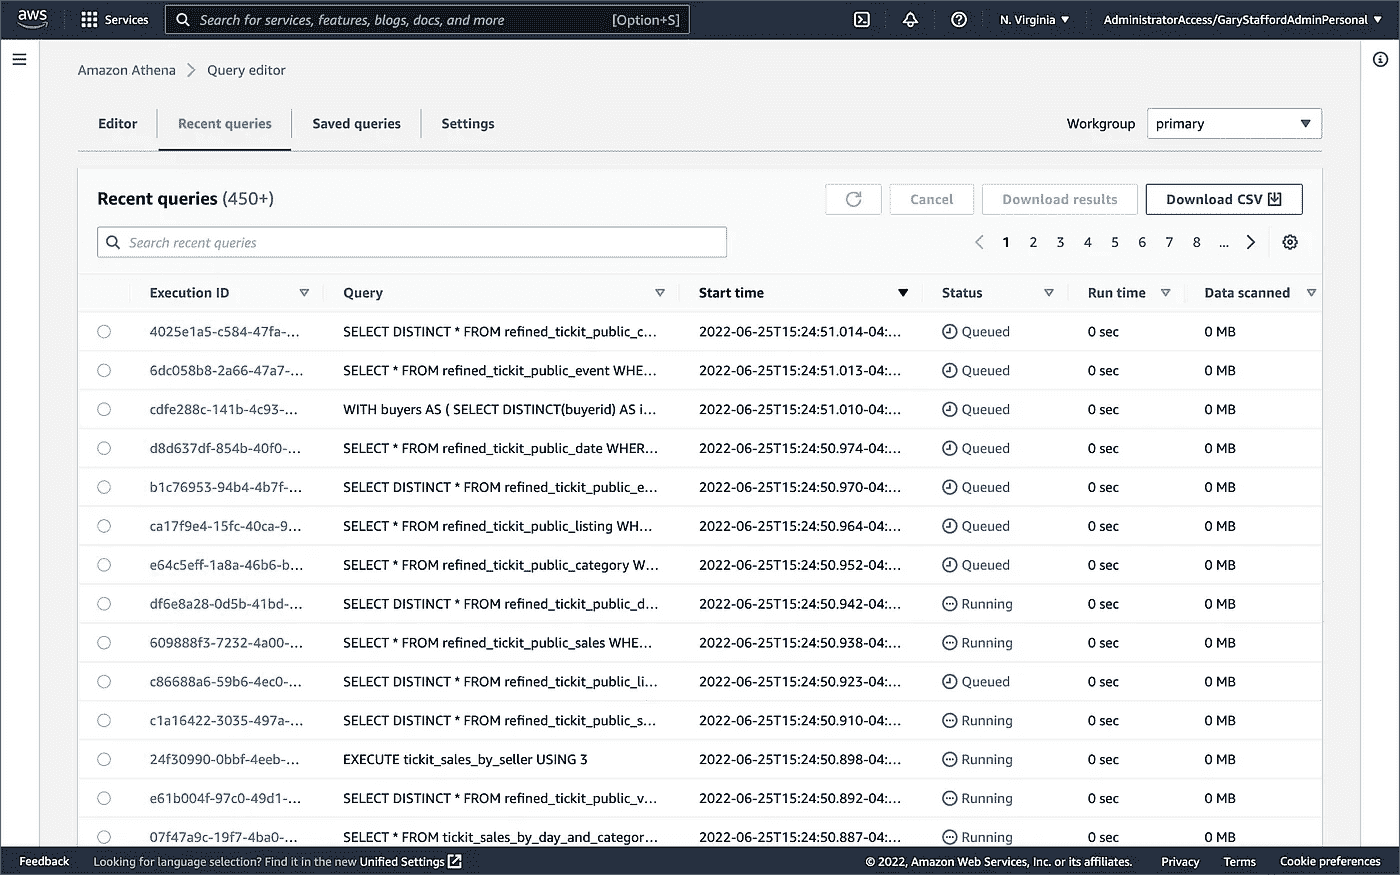 aws Services Search for services, features, blogs, docs, and more [Option+S] N. Virginia ▼ AdministratorAccess/GaryStaffordAdminPersonal ▼
Amazon Athena > Query editor
Editor Recent queries Saved queries Settings Workgroup primary
Recent queries (450+) Cancel Download results Download CSV
Search recent queries 1 2 3 4 5 6 7 8 ...
Execution ID Query Start time Status Run time Data scanned
4025e1a5-c584-47fa-... SELECT DISTINCT * FROM refined_tickit_public_c... 2022-06-25T15:24:51.014-04:... Queued 0 sec 0 MB
6dc058b8-2a66-47a7-... SELECT * FROM refined_tickit_public_event WHE... 2022-06-25T15:24:51.013-04:... Queued 0 sec 0 MB
cdfe288c-141b-4c93-... WITH buyers AS ( SELECT DISTINCT(buyerid) AS i... 2022-06-25T15:24:51.010-04:... Queued 0 sec 0 MB
d8d637df-854b-40f0-... SELECT * FROM refined_tickit_public_date WHER... 2022-06-25T15:24:50.974-04:... Queued 0 sec 0 MB
b1c76953-94b4-4b7f-... SELECT DISTINCT * FROM refined_tickit_public_e... 2022-06-25T15:24:50.970-04:... Queued 0 sec 0 MB
ca17f9e4-15fc-40ca-9... SELECT * FROM refined_tickit_public_listing WH... 2022-06-25T15:24:50.964-04:... Queued 0 sec 0 MB
e64c5eff-1a8a-46b6-b... SELECT * FROM refined_tickit_public_category W... 2022-06-25T15:24:50.952-04:... Queued 0 sec 0 MB
df6e8a28-0d5b-41bd-... SELECT DISTINCT * FROM refined_tickit_public_d... 2022-06-25T15:24:50.942-04:... Running 0 sec 0 MB
609888f3-7232-4a00-... SELECT * FROM refined_tickit_public_sales WHE... 2022-06-25T15:24:50.938-04:... Running 0 sec 0 MB
c86688a6-59b6-4ec0-... SELECT DISTINCT * FROM refined_tickit_public_li... 2022-06-25T15:24:50.923-04:... Queued 0 sec 0 MB
c1a16422-3035-497a-... SELECT DISTINCT * FROM refined_tickit_public_s... 2022-06-25T15:24:50.910-04:... Running 0 sec 0 MB
24f30990-0bbf-4eeb-... EXECUTE tickit_sales_by_seller USING 3 2022-06-25T15:24:50.898-04:... Running 0 sec 0 MB
e61b004f-97c0-49d1-... SELECT DISTINCT * FROM refined_tickit_public_v... 2022-06-25T15:24:50.892-04:... Running 0 sec 0 MB
07f47a9c-19f7-4ba0-... SELECT * FROM tickit_sales_by_day_and_categor... 2022-06-25T15:24:50.887-04:... Running 0 sec 0 MB
Feedback Looking for language selection? Find it in the new Unified Settings © 2022, Amazon Web Services, Inc. or its affiliates. Privacy Terms Cookie preferences